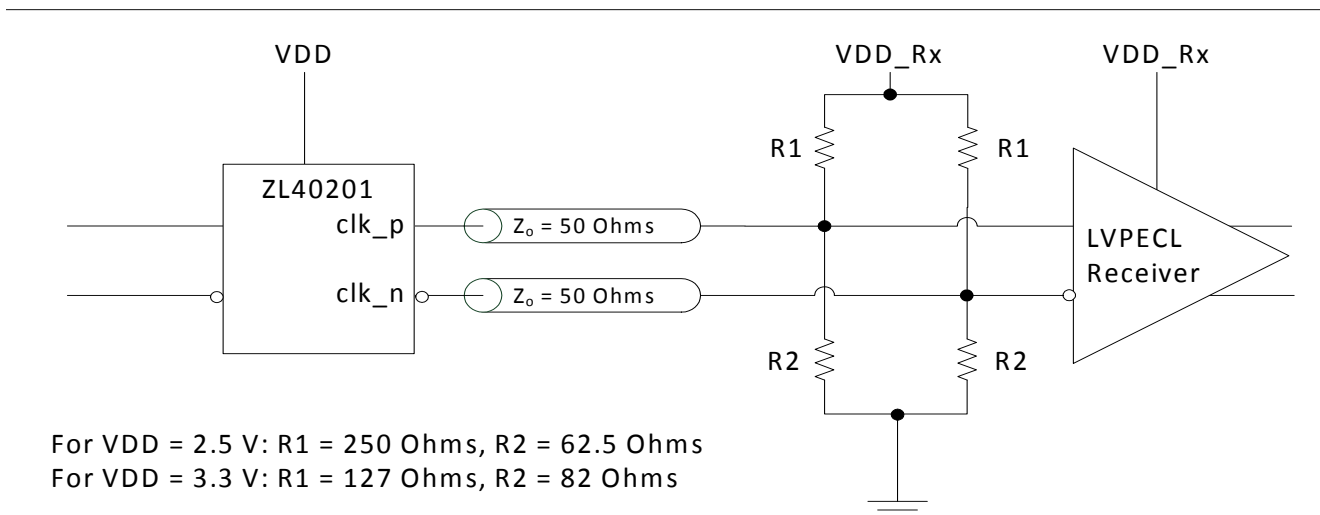 VDD
VDD_Rx
VDD_Rx
R1
R1
ZL40201
clk_p
Zₒ = 50 Ohms
LVPECL
Receiver
clk_n
Zₒ = 50 Ohms
R2
R2
For VDD = 2.5 V: R1 = 250 Ohms, R2 = 62.5 Ohms
For VDD = 3.3 V: R1 = 127 Ohms, R2 = 82 Ohms